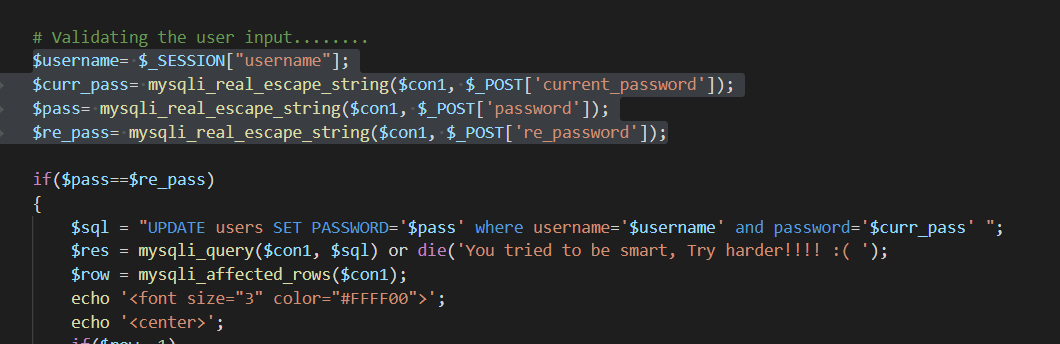 # Validating the user input........
$username= $_SESSION["username"];
$curr_pass= mysqli_real_escape_string($con1, $_POST['current_password']);
$pass= mysqli_real_escape_string($con1, $_POST['password']);
$re_pass= mysqli_real_escape_string($con1, $_POST['re_password']);
if($pass==$re_pass)
{
$sql = "UPDATE users SET PASSWORD='$pass' where username='$username' and password='$curr_pass' ";
$res = mysqli_query($con1, $sql) or die('You tried to be smart, Try harder!!!! :( ');
$row = mysqli_affected_rows($con1);
echo '<font size="3" color="#FFFF00">';
echo '<center>';